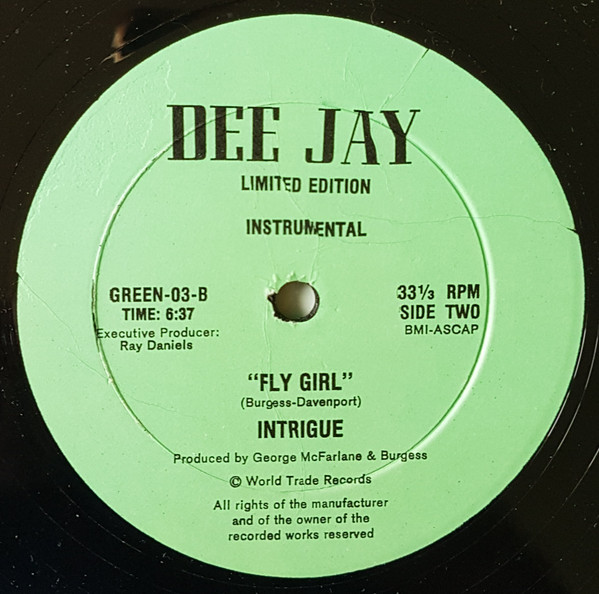 DEE JAY
LIMITED EDITION
INSTRUMENTAL
GREEN-03-B
TIME: 6:37
Executive Producer:
Ray Daniels
33⅓ RPM
SIDE TWO
BMI-ASCAP
"FLY GIRL"
(Burgess-Davenport)
INTRIGUE
Produced by George McFarlane & Burgess
© World Trade Records
All rights of the manufacturer
and of the owner of the
recorded works reserved